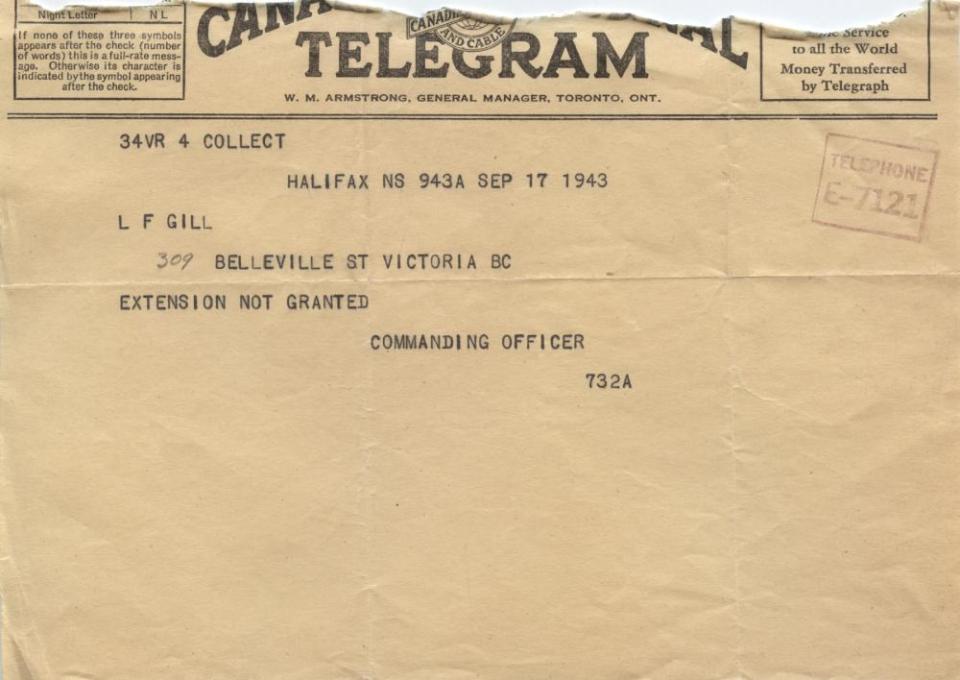 Night Letter NL
If none of these three symbols
appears after the check (number
of words) this is a full-rate mess-
age. Otherwise its character is
indicated by the symbol appearing
after the check.
TELEGRAM
AND CABLE
W. M. ARMSTRONG, GENERAL MANAGER, TORONTO, ONT.
Service
to all the World
Money Transferred
by Telegraph
TELEPHONE
E-7121
34VR 4 COLLECT
HALIFAX NS 943A SEP 17 1943
L F GILL
309 BELLEVILLE ST VICTORIA BC
EXTENSION NOT GRANTED
COMMANDING OFFICER
732A